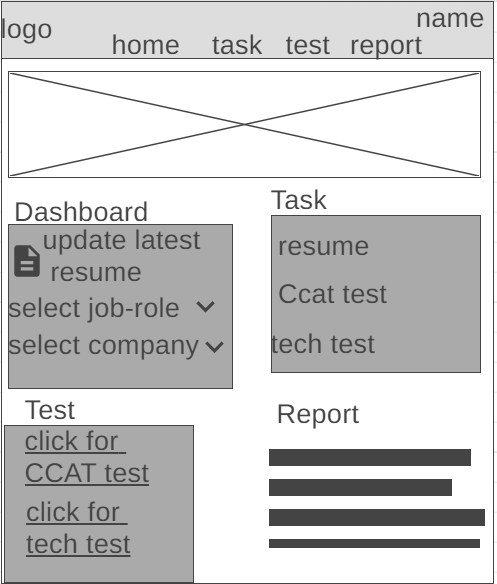 logo
name
home task test report
Dashboard
update latest
resume
select job-role
select company
Task
resume
Ccat test
tech test
Test
click for
CCAT test
click for
tech test
Report